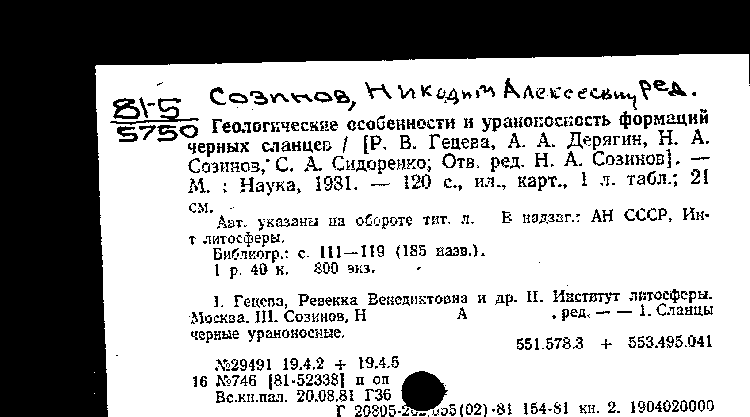 Созинов, Никодим Алексеевич, ред.
81-5
5750
Геологические особенности и ураноносность формаций
черных сланцев / [Р. В. Гецева, А. А. Дерягин, Н. А.
Созинов, С. А. Сидоренко; Отв. ред. Н. А. Созинов]. —
М. : Наука, 1981. — 120 с., ил., карт., 1 л. табл.; 21
см.
Авт. указаны на обороте тит. л. В надзаг.: АН СССР, Ин-
т литосферы.
Библиогр.: с. 111—119 (185 назв.).
1 р. 40 к. 800 экз.
I. Гецева, Ревекка Венедиктовна и др. II. Институт литосферы.
Москва. III. Созинов, Н А , ред. — — 1. Сланцы
черные ураноносные.
551.578.3 + 553.495.041
№29491 19.4.2 + 19.4.5
16 №746 [81-52338] п оп
Вс.кн.пал. 20.08.81 Г36
Г 20805- (02)-81 154-81 кн. 2. 1904020000